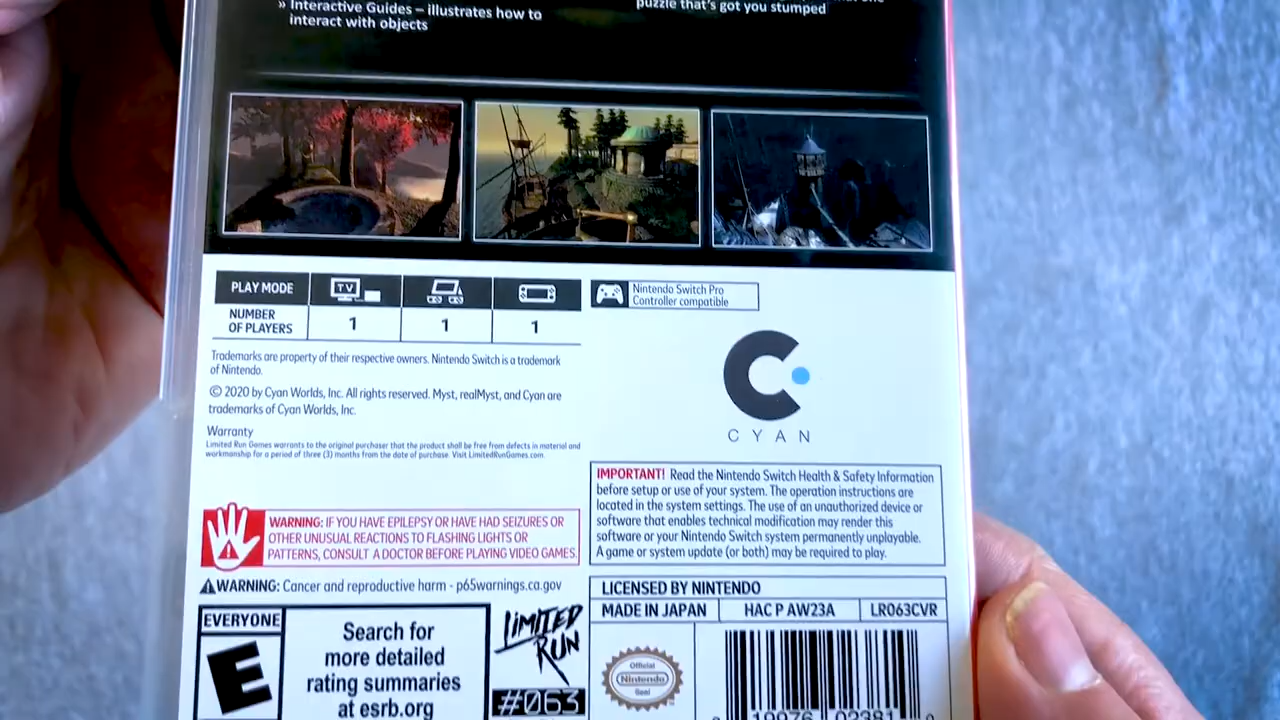 » Interactive Guides – illustrates how to
interact with objects
puzzle that's got you stumped
PLAY MODE
TV
NUMBER
OF PLAYERS
1
1
1
Nintendo Switch Pro
Controller compatible
Trademarks are property of their respective owners. Nintendo Switch is a trademark
of Nintendo.
© 2020 by Cyan Worlds, Inc. All rights reserved. Myst, realMyst, and Cyan are
trademarks of Cyan Worlds, Inc.
Warranty
Limited Run Games warrants to the original purchaser that the product shall be free from defects in material and
workmanship for a period of three (3) months from the date of purchase. Visit LimitedRunGames.com.
CYAN
IMPORTANT! Read the Nintendo Switch Health & Safety Information
before setup or use of your system. The operation instructions are
located in the system settings. The use of an unauthorized device or
software that enables technical modification may render this
software or your Nintendo Switch system permanently unplayable.
A game or system update (or both) may be required to play.
WARNING: IF YOU HAVE EPILEPSY OR HAVE HAD SEIZURES OR
OTHER UNUSUAL REACTIONS TO FLASHING LIGHTS OR
PATTERNS, CONSULT A DOCTOR BEFORE PLAYING VIDEO GAMES.
WARNING: Cancer and reproductive harm - p65warnings.ca.gov
EVERYONE
E
Search for
more detailed
rating summaries
at esrb.org
LIMITED
RUN
#063
LICENSED BY NINTENDO
MADE IN JAPAN
HAC P AW23A
LR063CVR
Official
Nintendo
Seal